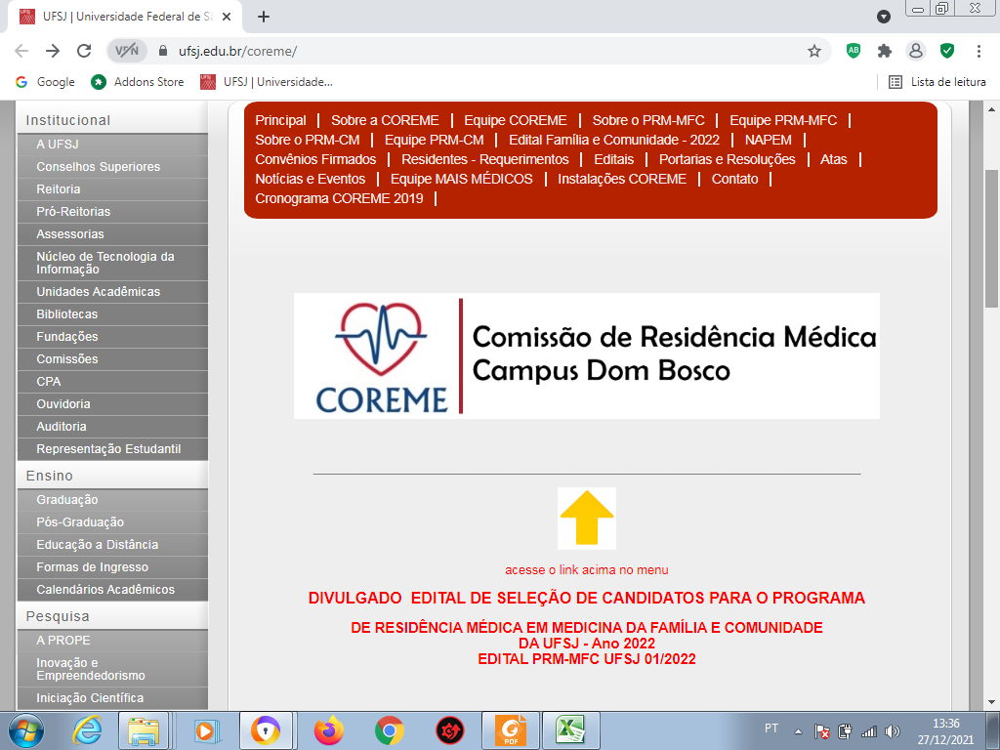 UFSJ | Universidade Federal de Sã
VPN
ufsj.edu.br/coreme/
AB
Google
Addons Store
UFSJ | Universidade...
Lista de leitura
Institucional
A UFSJ
Conselhos Superiores
Reitoria
Pró-Reitorias
Assessorias
Núcleo de Tecnologia da
Informação
Unidades Acadêmicas
Bibliotecas
Fundações
Comissões
CPA
Ouvidoria
Auditoria
Representação Estudantil
Ensino
Graduação
Pós-Graduação
Educação a Distância
Formas de Ingresso
Calendários Acadêmicos
Pesquisa
A PROPE
Inovação e
Empreendedorismo
Iniciação Científica
Principal | Sobre a COREME | Equipe COREME | Sobre o PRM-MFC | Equipe PRM-MFC |
Sobre o PRM-CM | Equipe PRM-CM | Edital Família e Comunidade - 2022 | NAPEM |
Convênios Firmados | Residentes - Requerimentos | Editais | Portarias e Resoluções | Atas |
Notícias e Eventos | Equipe MAIS MÉDICOS | Instalações COREME | Contato |
Cronograma COREME 2019 |
COREME
Comissão de Residência Médica
Campus Dom Bosco
acesse o link acima no menu
DIVULGADO EDITAL DE SELEÇÃO DE CANDIDATOS PARA O PROGRAMA
DE RESIDÊNCIA MÉDICA EM MEDICINA DA FAMÍLIA E COMUNIDADE
DA UFSJ - Ano 2022
EDITAL PRM-MFC UFSJ 01/2022
PDF
PT
13:36
27/12/2021